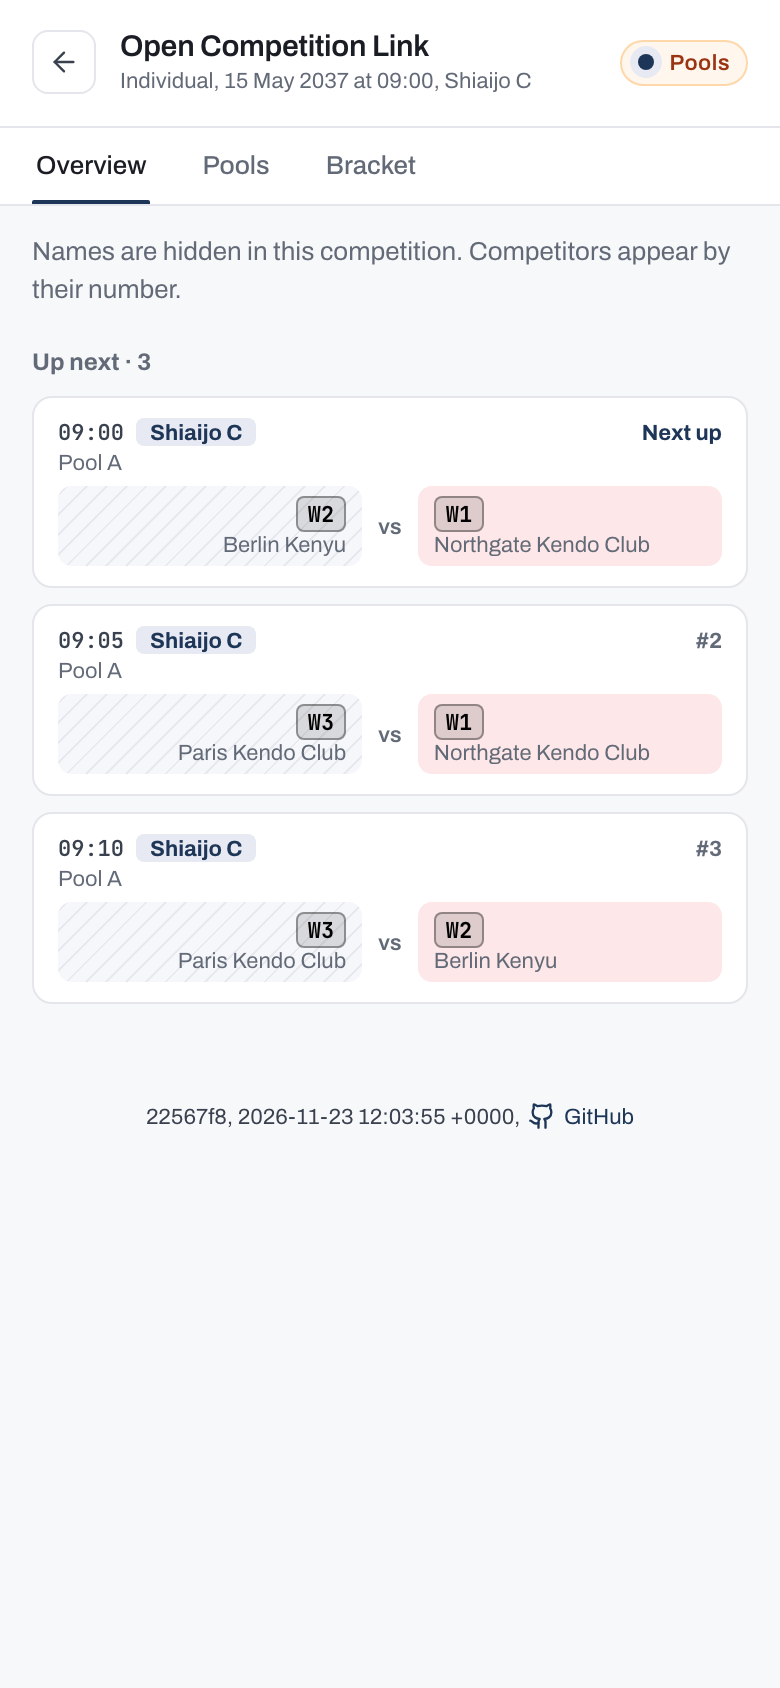 Open Competition Link
Individual, 15 May 2037 at 09:00, Shiaijo C
Pools
Overview
Pools
Bracket
Names are hidden in this competition. Competitors appear by
their number.
Up next · 3
09:00 Shiaijo C Next up
Pool A
W2
Berlin Kenyu
vs
W1
Northgate Kendo Club
09:05 Shiaijo C #2
Pool A
W3
Paris Kendo Club
vs
W1
Northgate Kendo Club
09:10 Shiaijo C #3
Pool A
W3
Paris Kendo Club
vs
W2
Berlin Kenyu
22567f8, 2026-11-23 12:03:55 +0000, GitHub